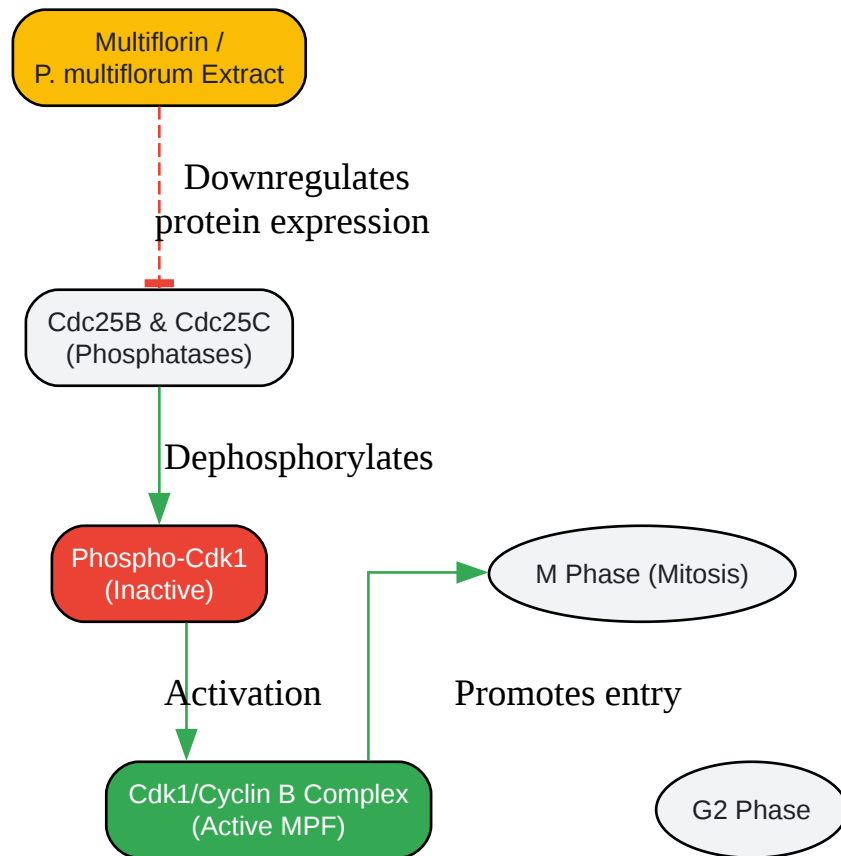 Multiflorin /
P. multiflorum Extract
Downregulates
protein expression
Cdc25B & Cdc25C
(Phosphatases)
Dephosphorylates
Phospho-Cdk1
(Inactive)
M Phase (Mitosis)
Activation
Promotes entry
Cdk1/Cyclin B Complex
(Active MPF)
G2 Phase